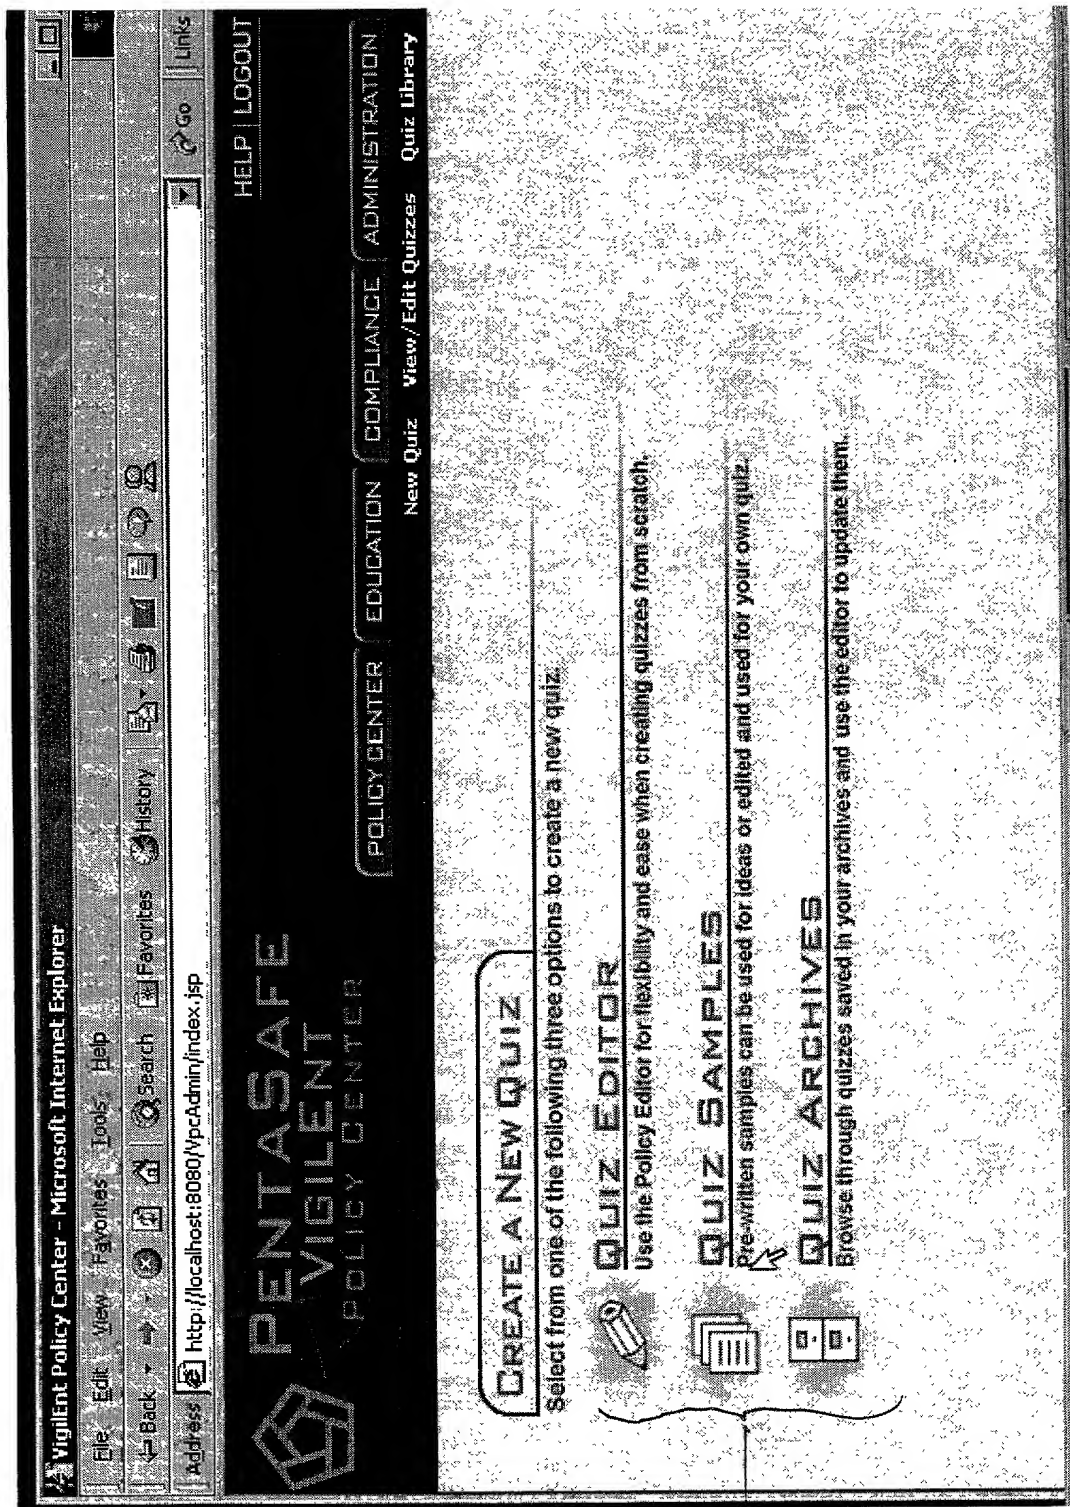 VigilEnt Policy Center - Microsoft Internet Explorer
File Edit View Favorites Tools Help
Back Search Favorites History
Address http://localhost:8080/VpcAdmin/index.jsp Go Links
HELP | LOGOUT
PENTASAFE
VIGILENT
POLICY CENTER
POLICY CENTER EDUCATION COMPLIANCE ADMINISTRATION
New Quiz View/Edit Quizzes Quiz Library
CREATE A NEW QUIZ
Select from one of the following three options to create a new quiz.
QUIZ EDITOR
Use the Policy Editor for flexibility and ease when creating quizzes from scratch.
QUIZ SAMPLES
Pre-written samples can be used for ideas or edited and used for your own quiz.
QUIZ ARCHIVES
Browse through quizzes saved in your archives and use the editor to update them.